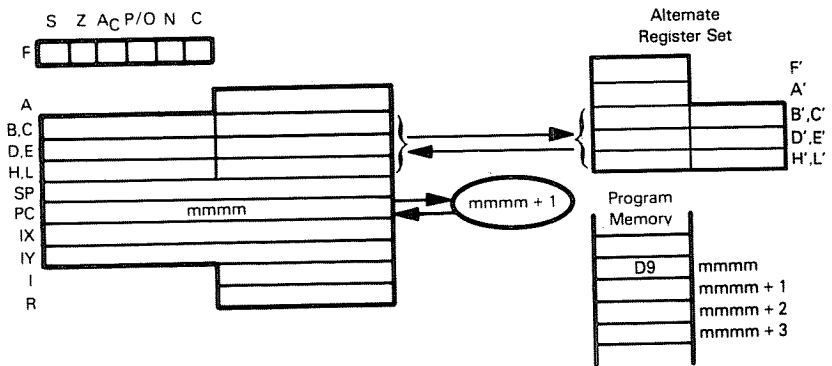 S Z AC P/O N C
F
Alternate
Register Set
F'
A'
B',C'
D',E'
H',L'
A
B,C
D,E
H,L
SP
PC mmmm
IX
IY
I
R
mmmm + 1
Program
Memory
D9 mmmm
mmmm + 1
mmmm + 2
mmmm + 3